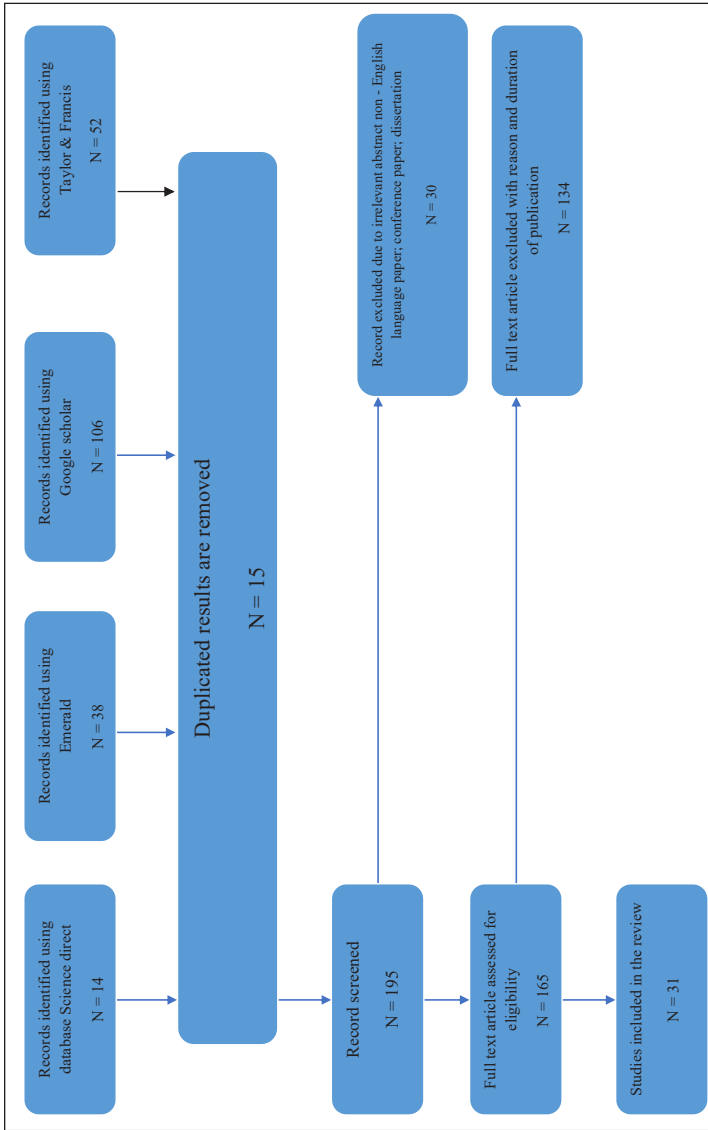 Records identified using
database Science direct
N = 14
Records identified using
Emerald
N = 38
Records identified using
Google scholar
N = 106
Records identified using
Taylor & Francis
N = 52
Duplicated results are removed
N = 15
Record screened
N = 195
Record excluded due to irrelevant abstract non - English
language paper; conference paper; dissertation
N = 30
Full text article assessed for
eligibility
N = 165
Full text article excluded with reason and duration
of publication
N = 134
Studies included in the review
N = 31